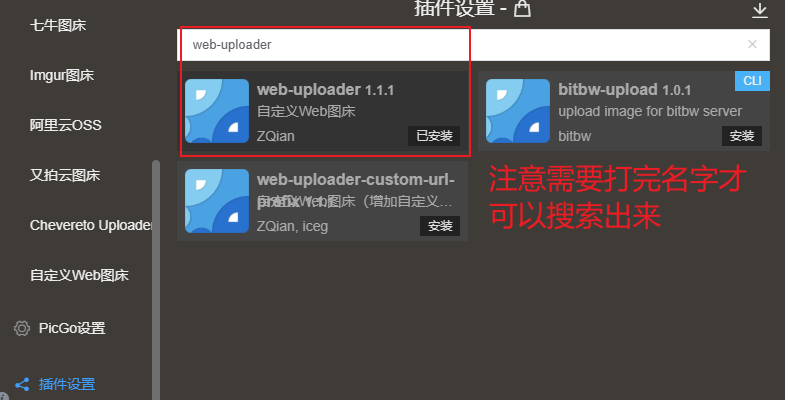 插件设置 -
七牛图床
Imgur图床
阿里云OSS
又拍云图床
Chevereto Uploader
自定义Web图床
PicGo设置
插件设置
web-uploader
web-uploader 1.1.1
自定义Web图床
ZQian
已安装
CLI
bitbw-upload 1.0.1
upload image for bitbw server
bitbw
安装
web-uploader-custom-url-
prefix 1.1.
自定义Web图床（增加自定义…
ZQian, iceg
安装
注意需要打完名字才
可以搜索出来